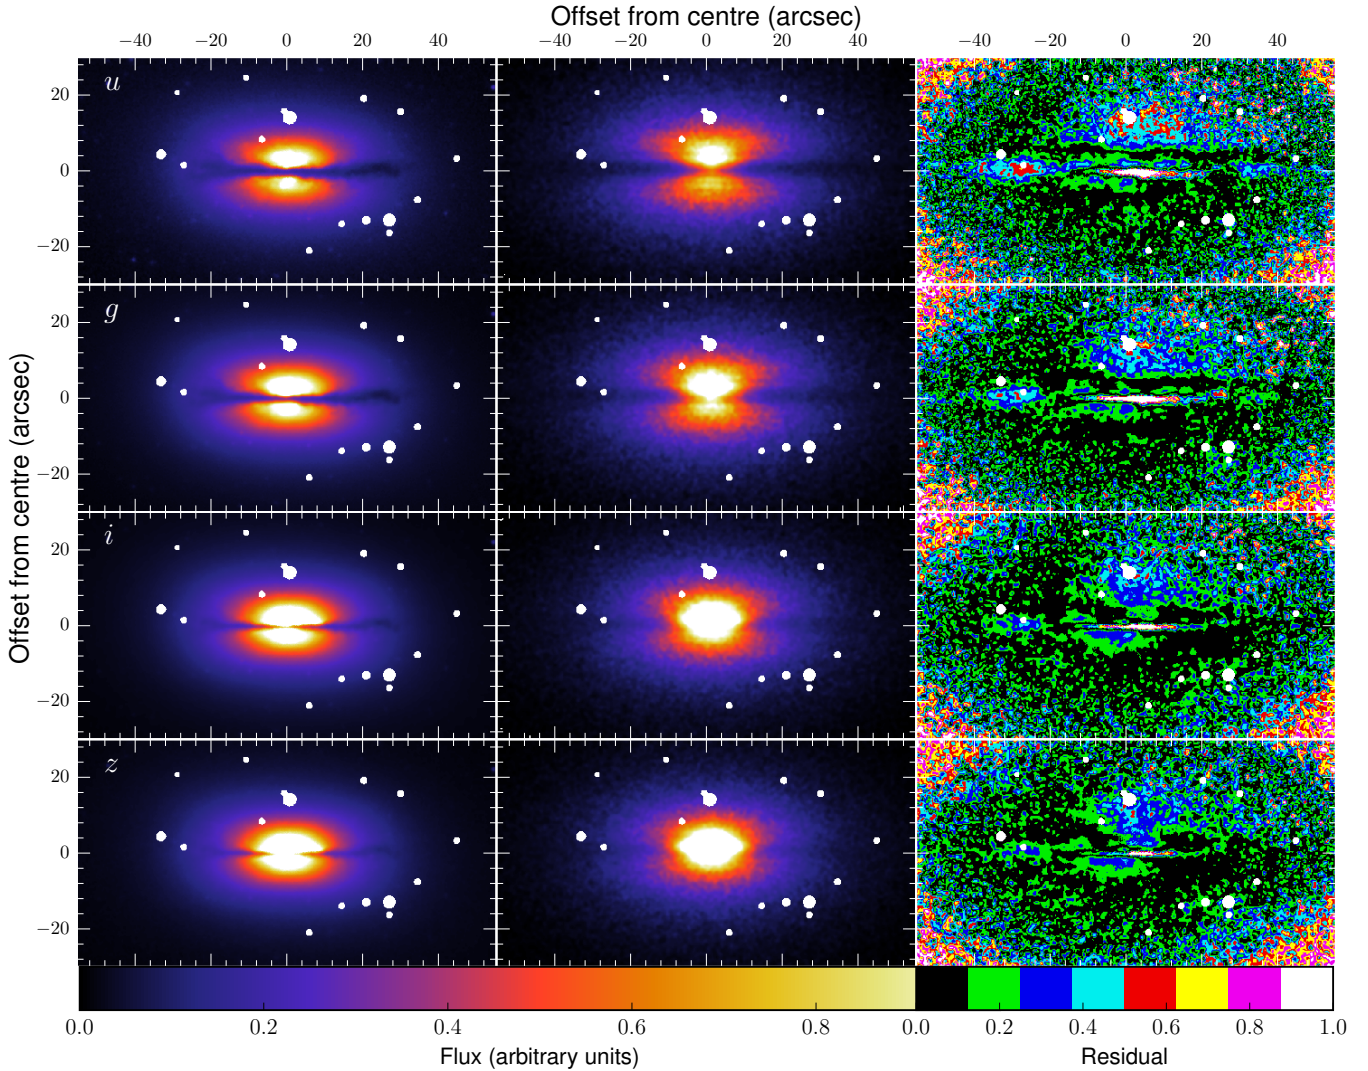 Offset from centre (arcsec)
−40 −20 0 20 40 −40 −20 0 20 40 −40 −20 0 20 40
u
20
0
−20
g
20
0
−20
i
20
0
−20
z
20
0
−20
Offset from centre (arcsec)
0.0 0.2 0.4 0.6 0.8 0.0 0.2 0.4 0.6 0.8 1.0
Flux (arbitrary units) Residual